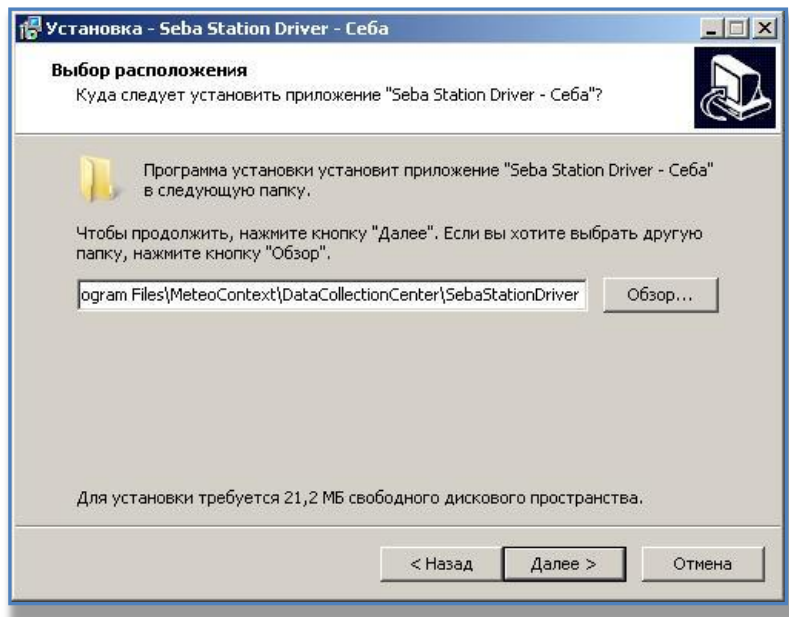 Установка - Seba Station Driver - Себа
Выбор расположения
Куда следует установить приложение "Seba Station Driver - Себа"?
Программа установки установит приложение "Seba Station Driver - Себа"
в следующую папку.
Чтобы продолжить, нажмите кнопку "Далее". Если вы хотите выбрать другую
папку, нажмите кнопку "Обзор".
ogram Files\MeteoContext\DataCollectionCenter\SebaStationDriver
Обзор...
Для установки требуется 21,2 МБ свободного дискового пространства.
< Назад
Далее >
Отмена